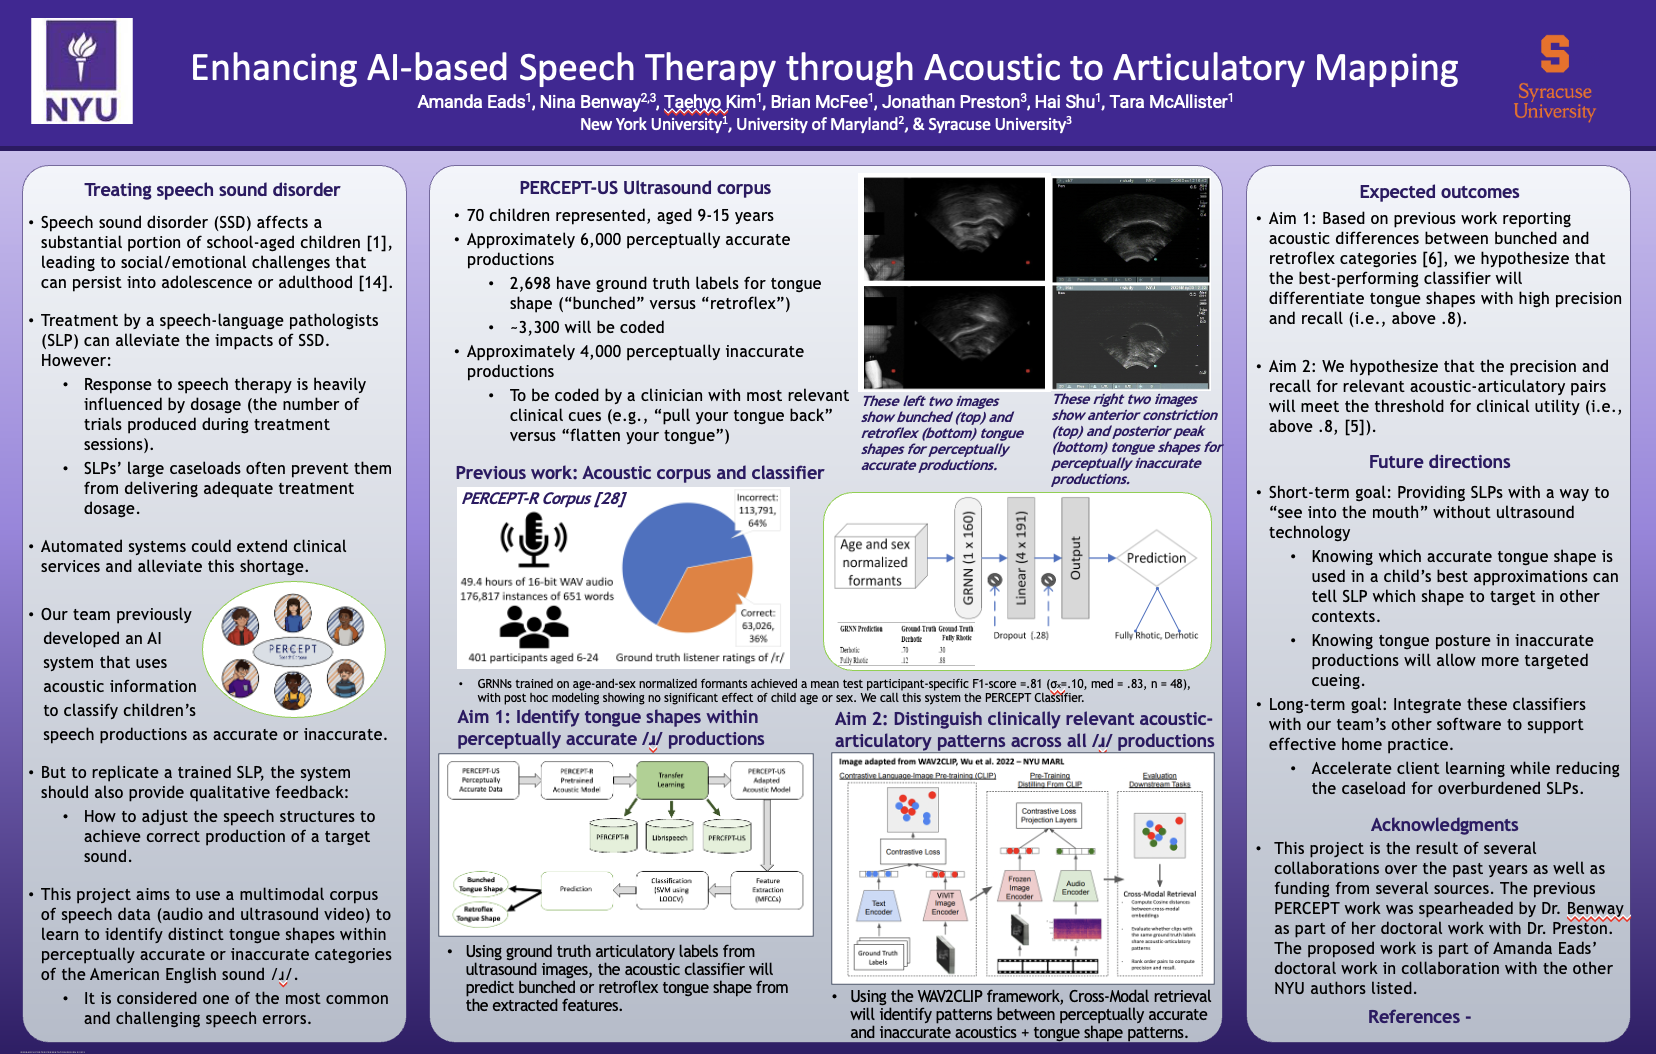 NYU
Enhancing AI-based Speech Therapy through Acoustic to Articulatory Mapping
Amanda Eads1, Nina Benway2,3, Taehyo Kim1, Brian McFee1, Jonathan Preston3, Hai Shu1, Tara McAllister1
New York University1, University of Maryland2, & Syracuse University3
S
Syracuse
University
Treating speech sound disorder
• Speech sound disorder (SSD) affects a
substantial portion of school-aged children [1],
leading to social/emotional challenges that
can persist into adolescence or adulthood [14].
• Treatment by a speech-language pathologists
(SLP) can alleviate the impacts of SSD.
However:
• Response to speech therapy is heavily
influenced by dosage (the number of
trials produced during treatment
sessions).
• SLPs' large caseloads often prevent them
from delivering adequate treatment
dosage.
• Automated systems could extend clinical
services and alleviate this shortage.
• Our team previously
developed an AI
system that uses
acoustic information
to classify children's
speech productions as accurate or inaccurate.
PERCEPT
• But to replicate a trained SLP, the system
should also provide qualitative feedback:
• How to adjust the speech structures to
achieve correct production of a target
sound.
• This project aims to use a multimodal corpus
of speech data (audio and ultrasound video) to
learn to identify distinct tongue shapes within
perceptually accurate or inaccurate categories
of the American English sound /ɹ/.
• It is considered one of the most common
and challenging speech errors.
PERCEPT-US Ultrasound corpus
• 70 children represented, aged 9-15 years
• Approximately 6,000 perceptually accurate
productions
• 2,698 have ground truth labels for tongue
shape ("bunched" versus "retroflex")
• ~3,300 will be coded
• Approximately 4,000 perceptually inaccurate
productions
• To be coded by a clinician with most relevant
clinical cues (e.g., "pull your tongue back"
versus "flatten your tongue")
These left two images
show bunched (top) and
retroflex (bottom) tongue
shapes for perceptually
accurate productions.
These right two images
show anterior constriction
(top) and posterior peak
(bottom) tongue shapes for
perceptually inaccurate
productions.
Previous work: Acoustic corpus and classifier
PERCEPT-R Corpus [28]
49.4 hours of 16-bit WAV audio
176,817 instances of 651 words
401 participants aged 6-24
Incorrect:
113,791,
64%
Correct:
63,026,
36%
Ground truth listener ratings of /r/
Age and sex
normalized
formants
GRNN (1 x 160)
Linear (4 x 191)
Output
Prediction
Dropout (.28)
Fully Rhotic, Derhotic
GRNN Prediction Ground-Truth Derhotic Ground-Truth Fully Rhotic
Derhotic .70 .30
Fully Rhotic .12 .88
• GRNNs trained on age-and-sex normalized formants achieved a mean test participant-specific F1-score =.81 (σx=.10, med = .83, n = 48),
with post hoc modeling showing no significant effect of child age or sex. We call this system the PERCEPT Classifier.
Aim 1: Identify tongue shapes within
perceptually accurate /ɹ/ productions
PERCEPT-US
Perceptually
Accurate Data
PERCEPT-R
Pretrained
Acoustic Model
Transfer
Learning
PERCEPT-US
Adapted
Acoustic Model
PERCEPT-R
Librispeech
PERCEPT-US
Bunched
Tongue Shape
Retroflex
Tongue Shape
Prediction
Classification
(SVM using
LOOCV)
Feature
Extraction
(MFCCs)
• Using ground truth articulatory labels from
ultrasound images, the acoustic classifier will
predict bunched or retroflex tongue shape from
the extracted features.
Aim 2: Distinguish clinically relevant acoustic-
articulatory patterns across all /ɹ/ productions
Image adapted from WAV2CLIP, Wu et al. 2022 – NYU MARL
Contrastive Language-Image Pre-training (CLIP)
Pre-Training
Distilling From CLIP
Evaluation
Downstream Tasks
Contrastive Loss
Text
Encoder
ViViT
Image
Encoder
Ground Truth
Labels
Contrastive Loss
Projection Layers
Frozen
Image
Encoder
Audio
Encoder
Cross-Modal Retrieval
• Compute Cosine distances
between cross-modal
embeddings
• Evaluate whether clips with
the same ground truth labels
share acoustic-articulatory
patterns
• Rank order pairs to compute
precision and recall.
• Using the WAV2CLIP framework, Cross-Modal retrieval
will identify patterns between perceptually accurate
and inaccurate acoustics + tongue shape patterns.
Expected outcomes
• Aim 1: Based on previous work reporting
acoustic differences between bunched and
retroflex categories [6], we hypothesize that
the best-performing classifier will
differentiate tongue shapes with high precision
and recall (i.e., above .8).
• Aim 2: We hypothesize that the precision and
recall for relevant acoustic-articulatory pairs
will meet the threshold for clinical utility (i.e.,
above .8, [5]).
Future directions
• Short-term goal: Providing SLPs with a way to
"see into the mouth" without ultrasound
technology
• Knowing which accurate tongue shape is
used in a child's best approximations can
tell SLP which shape to target in other
contexts.
• Knowing tongue posture in inaccurate
productions will allow more targeted
cueing.
• Long-term goal: Integrate these classifiers
with our team's other software to support
effective home practice.
• Accelerate client learning while reducing
the caseload for overburdened SLPs.
Acknowledgments
• This project is the result of several
collaborations over the past years as well as
funding from several sources. The previous
PERCEPT work was spearheaded by Dr. Benway
as part of her doctoral work with Dr. Preston.
The proposed work is part of Amanda Eads'
doctoral work in collaboration with the other
NYU authors listed.
References -